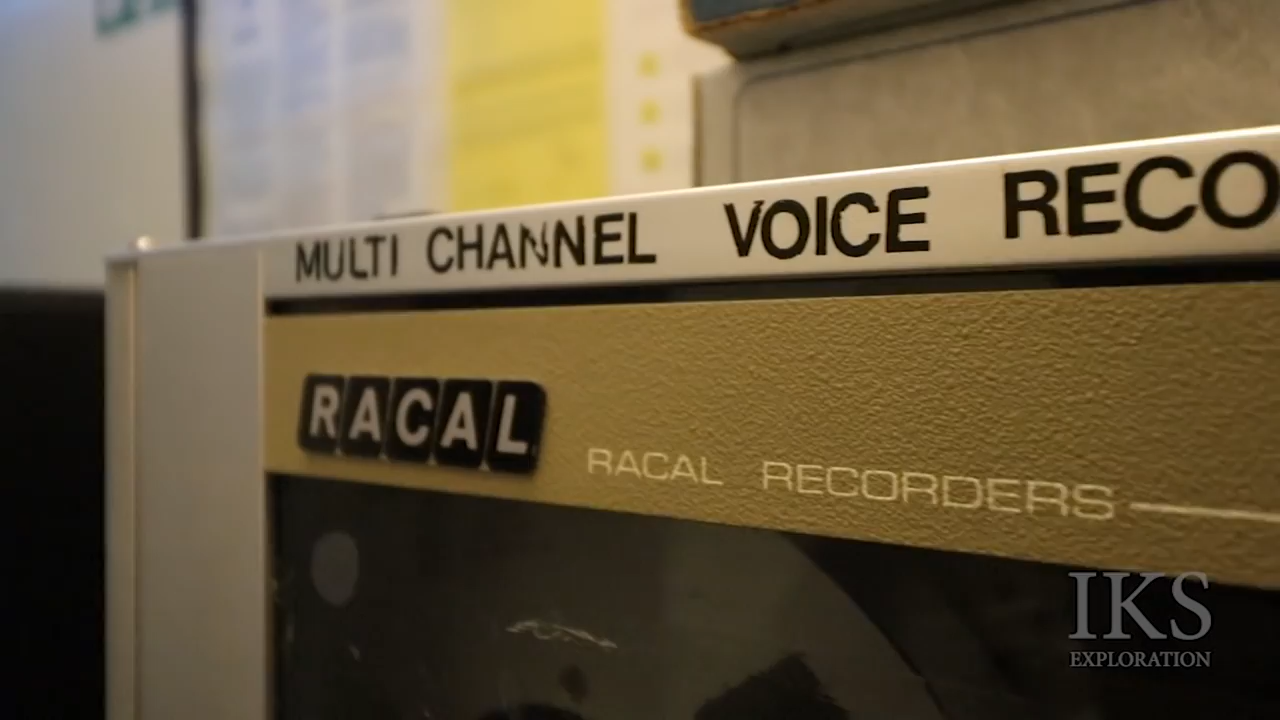 MULTI CHANNEL VOICE RECO
RACAL
RACAL RECORDERS
IKS
EXPLORATION